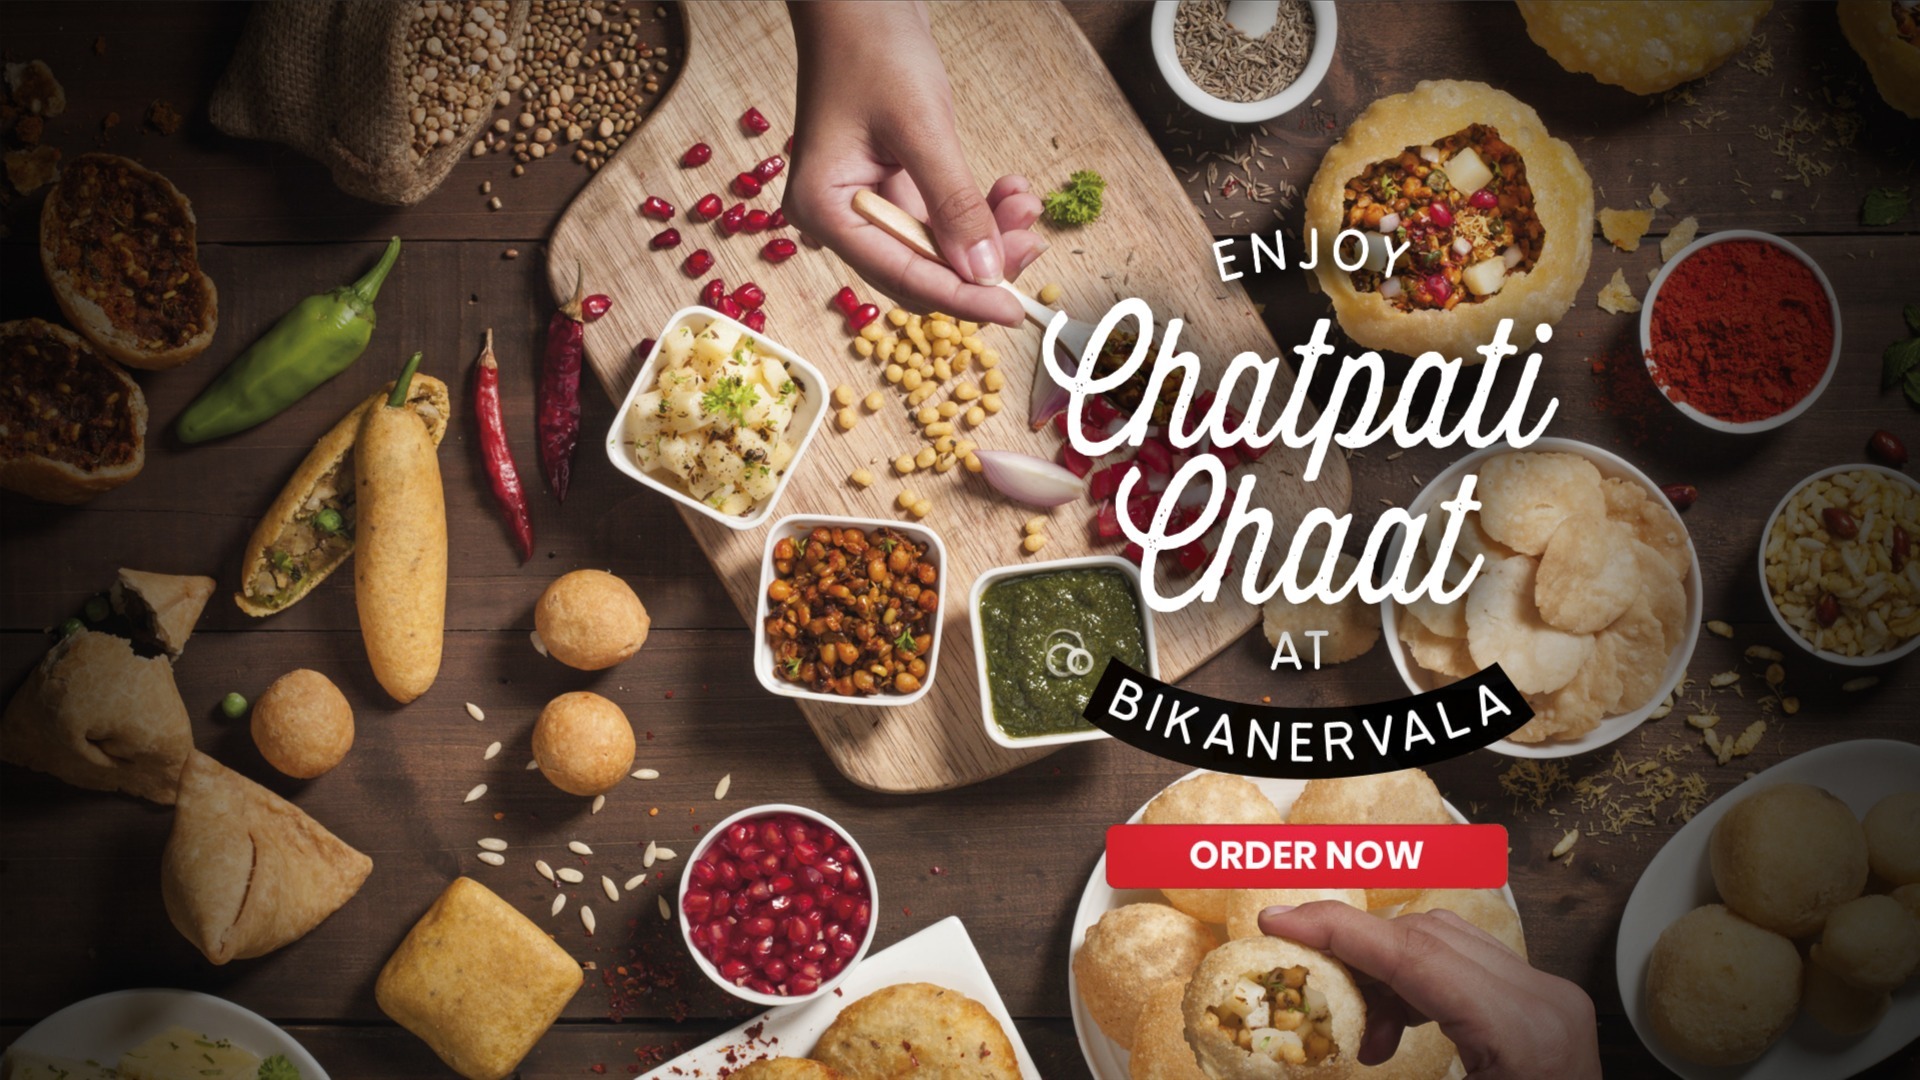 ENJOY
Chatpati
Chaat
AT
BIKANERVALA
ORDER NOW